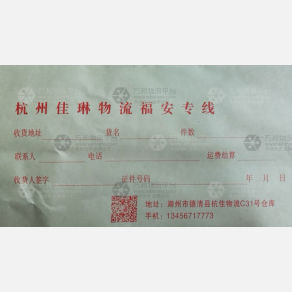 杭州佳琳物流福安专线
收货地址 货名 件数
联系人 电话 运费结算
收货人签字 证件号码 年 月 日
地址：湖州市德清县杭佳物流C31号仓库
手机：13456717773